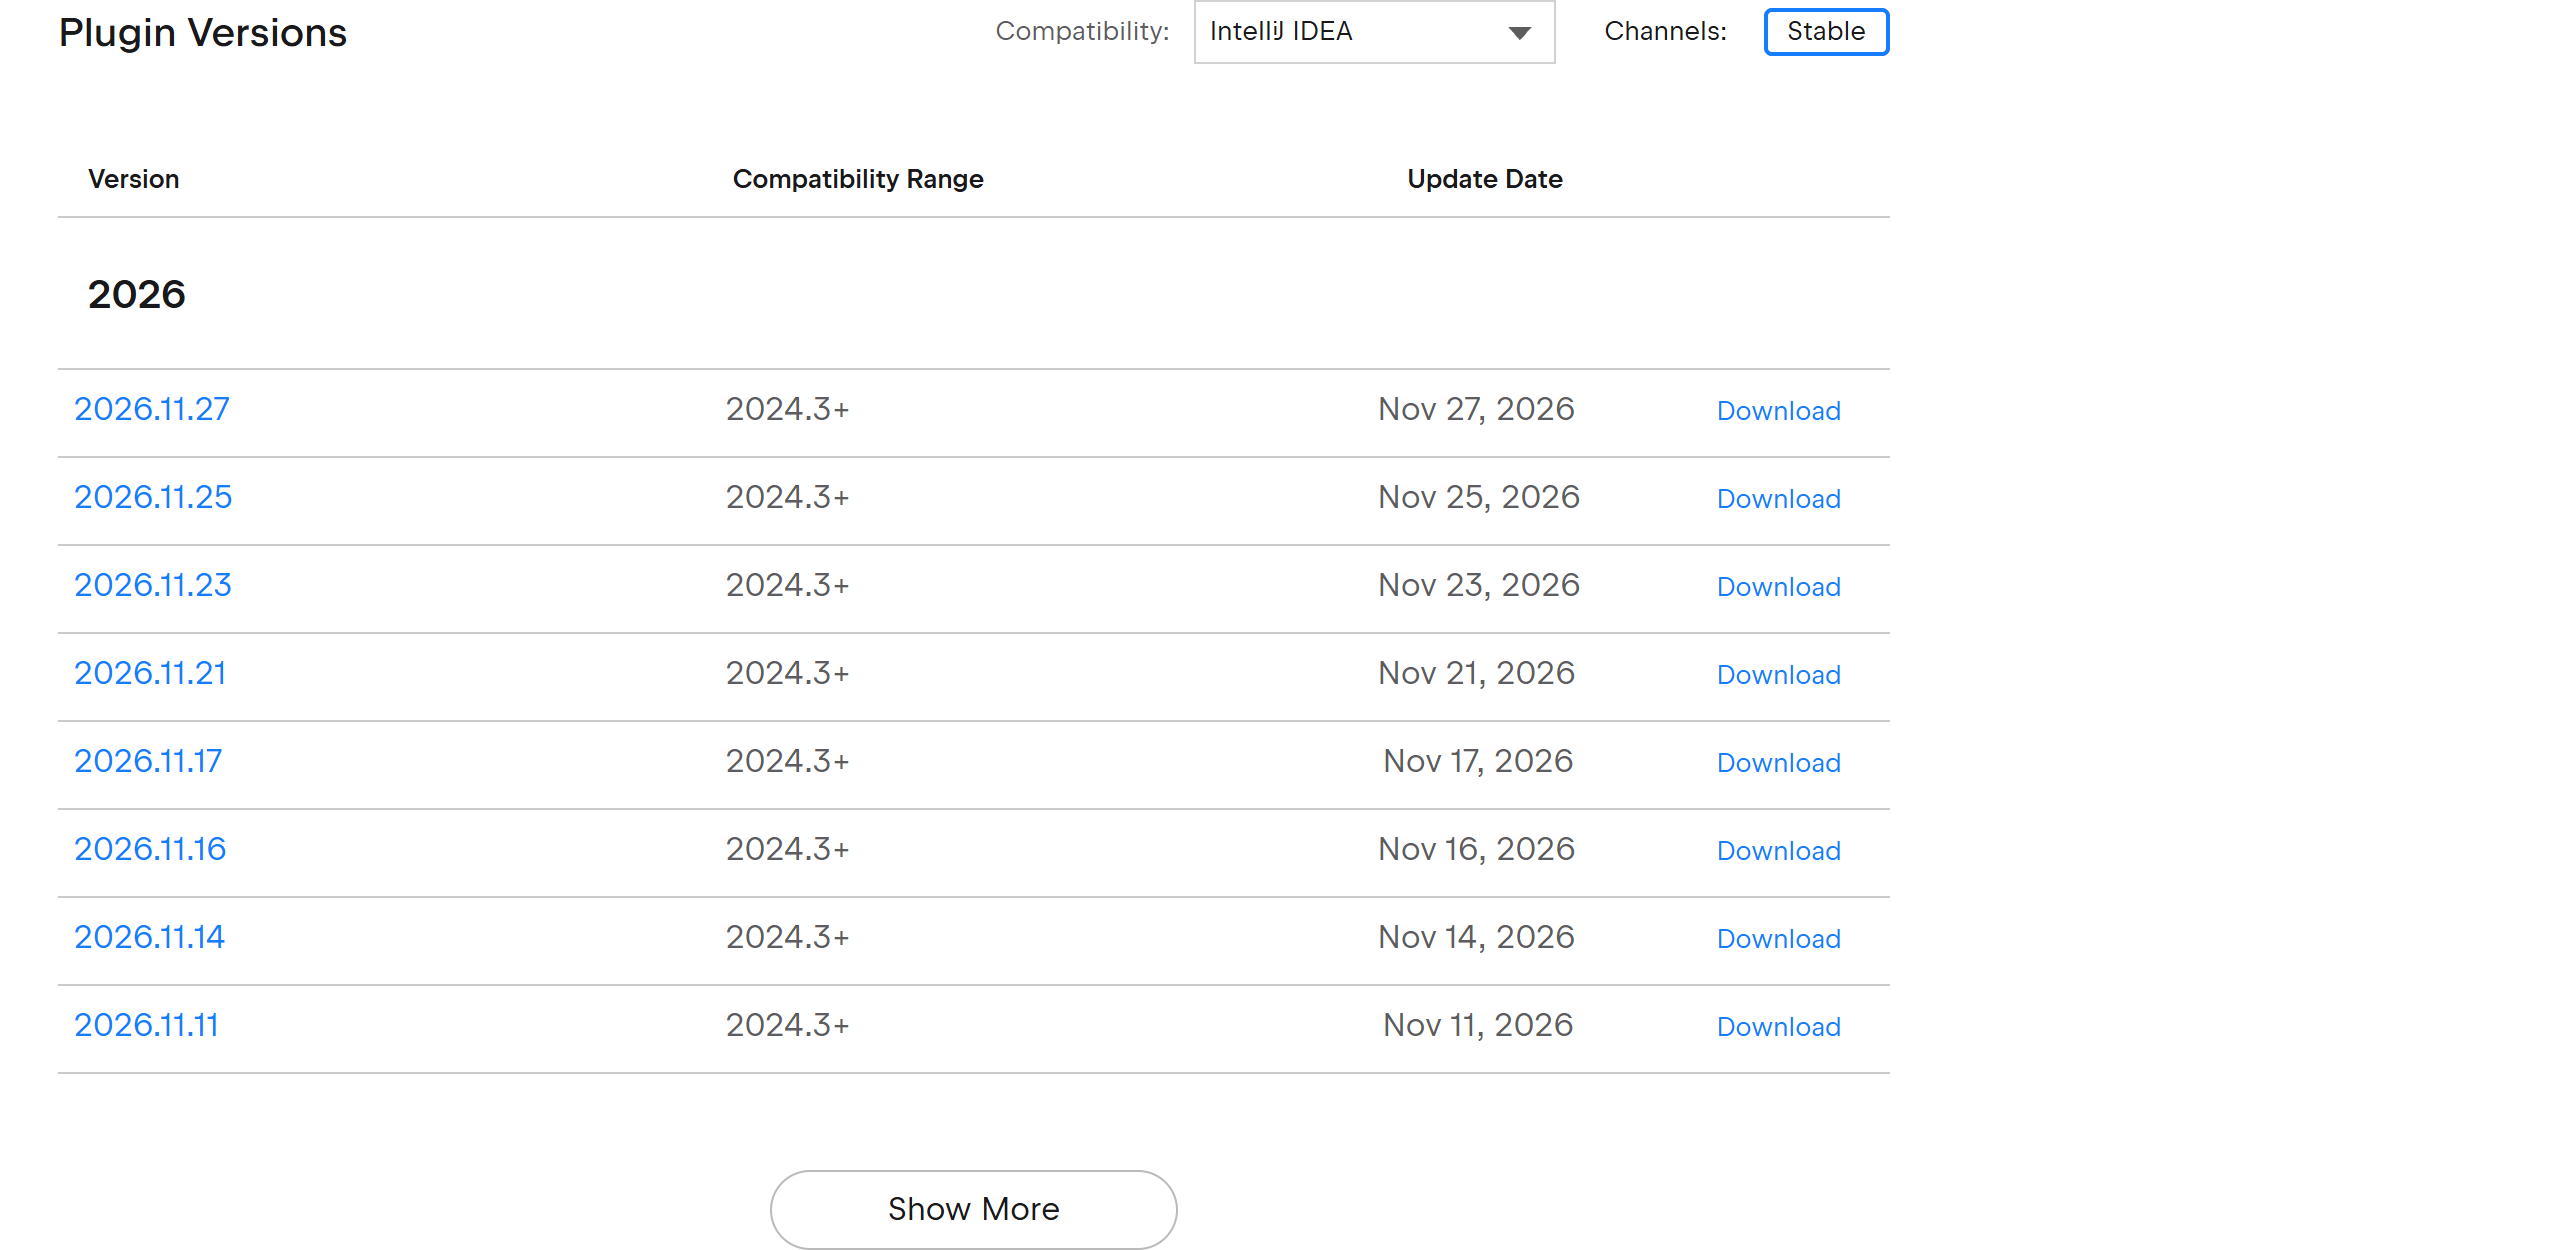 Plugin Versions Compatibility: IntelliJ IDEA Channels: Stable
Version Compatibility Range Update Date
2026
2026.11.27 2024.3+ Nov 27, 2026 Download
2026.11.25 2024.3+ Nov 25, 2026 Download
2026.11.23 2024.3+ Nov 23, 2026 Download
2026.11.21 2024.3+ Nov 21, 2026 Download
2026.11.17 2024.3+ Nov 17, 2026 Download
2026.11.16 2024.3+ Nov 16, 2026 Download
2026.11.14 2024.3+ Nov 14, 2026 Download
2026.11.11 2024.3+ Nov 11, 2026 Download
Show More